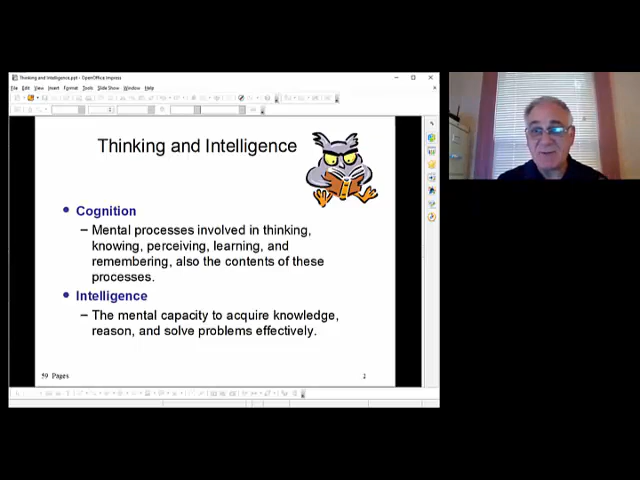 Thinking and Intelligence.ppt - OpenOffice Impress
File Edit View Insert Format Tools Slide Show Window Help
Thinking and Intelligence
• Cognition
– Mental processes involved in thinking,
knowing, perceiving, learning, and
remembering, also the contents of these
processes.
• Intelligence
– The mental capacity to acquire knowledge,
reason, and solve problems effectively.
59 Pages